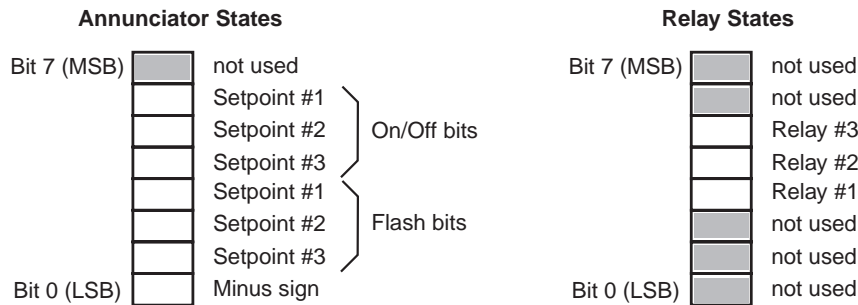 Annunciator States
Bit 7 (MSB) not used
Setpoint #1
Setpoint #2
Setpoint #3
On/Off bits
Setpoint #1
Setpoint #2
Setpoint #3
Flash bits
Bit 0 (LSB) Minus sign
Relay States
Bit 7 (MSB) not used
not used
Relay #3
Relay #2
Relay #1
not used
not used
Bit 0 (LSB) not used